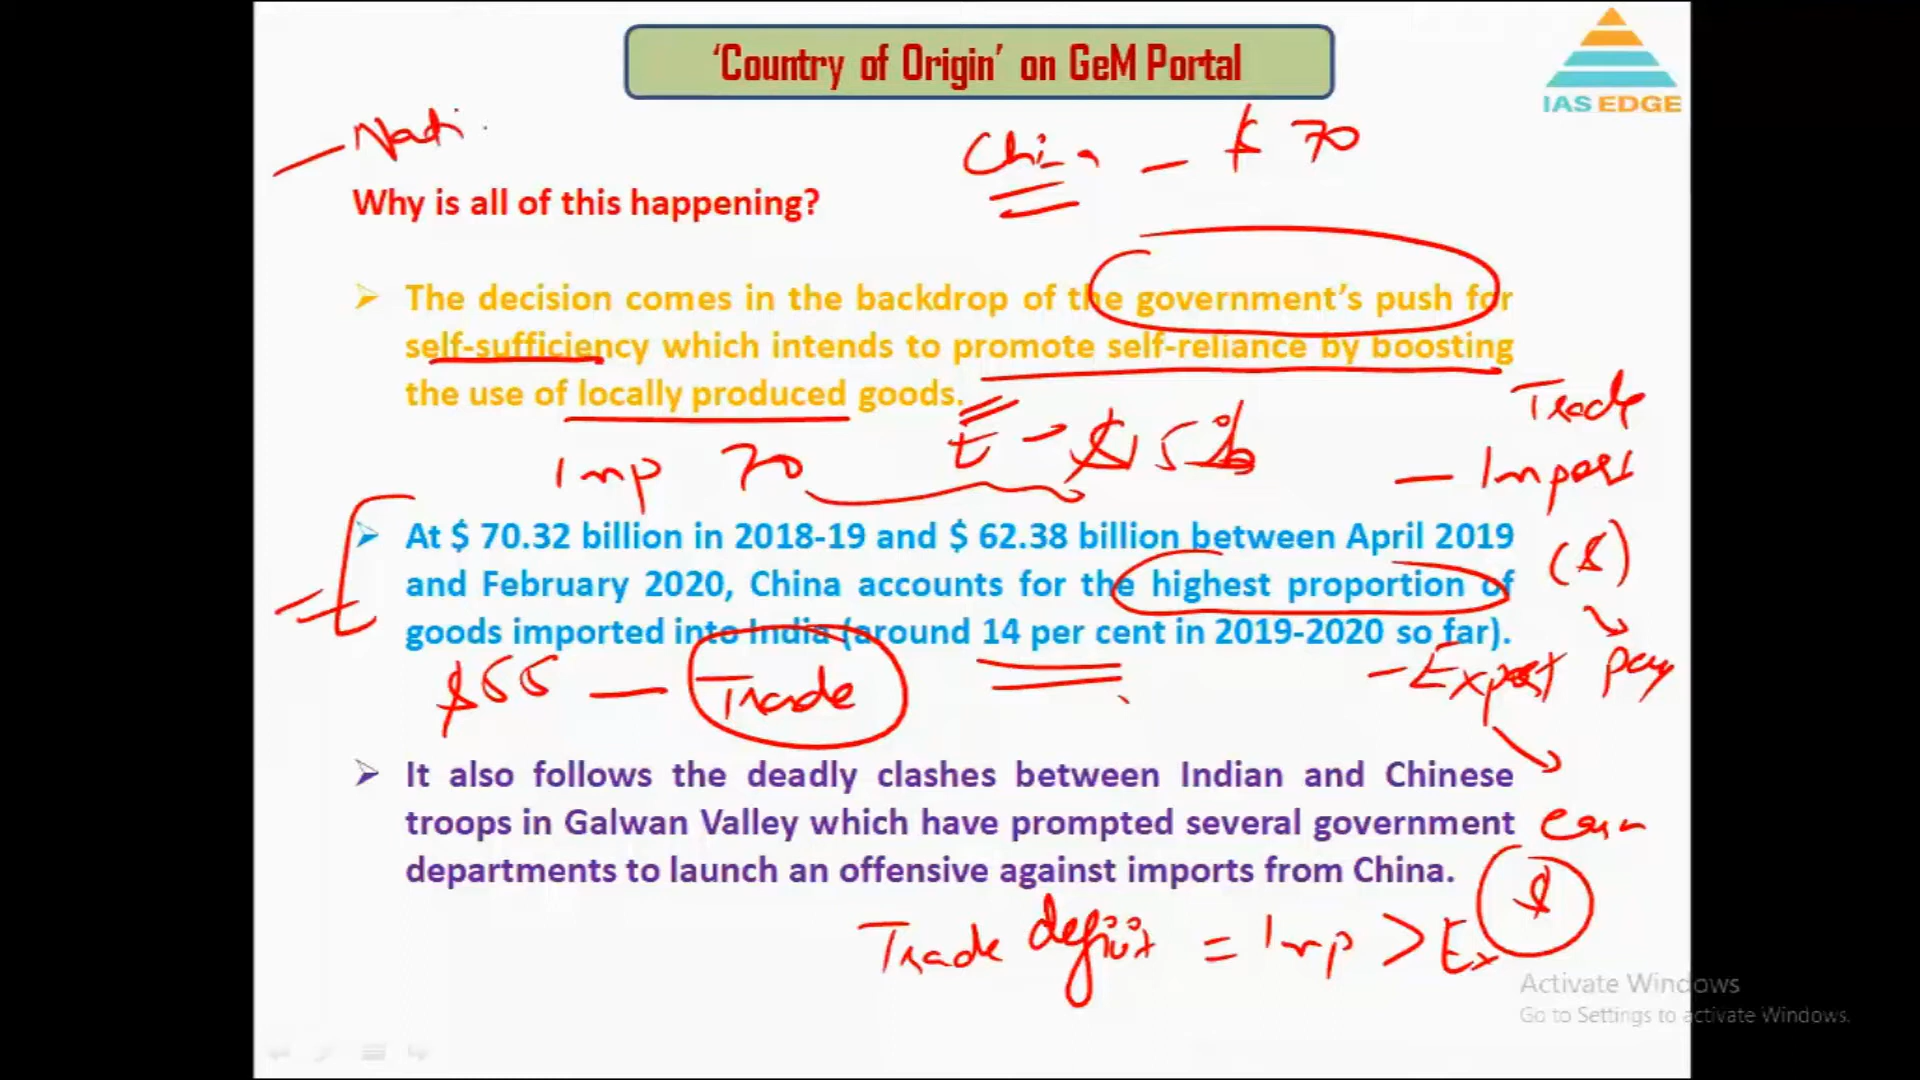 ‘Country of Origin’ on GeM Portal
IAS EDGE
China - $ 70
Why is all of this happening?
➢ The decision comes in the backdrop of the government’s push for
self-sufficiency which intends to promote self-reliance by boosting
the use of locally produced goods.
Trade
Imp 70
- Import
➢ At $ 70.32 billion in 2018-19 and $ 62.38 billion between April 2019
and February 2020, China accounts for the highest proportion of
goods imported into India (around 14 per cent in 2019-2020 so far).
($)
pay
$55 - Trade
- Export
➢ It also follows the deadly clashes between Indian and Chinese
troops in Galwan Valley which have prompted several government
departments to launch an offensive against imports from China.
earn
$
Trade deficit = Imp > Ex
Activate Windows
Go to Settings to activate Windows.